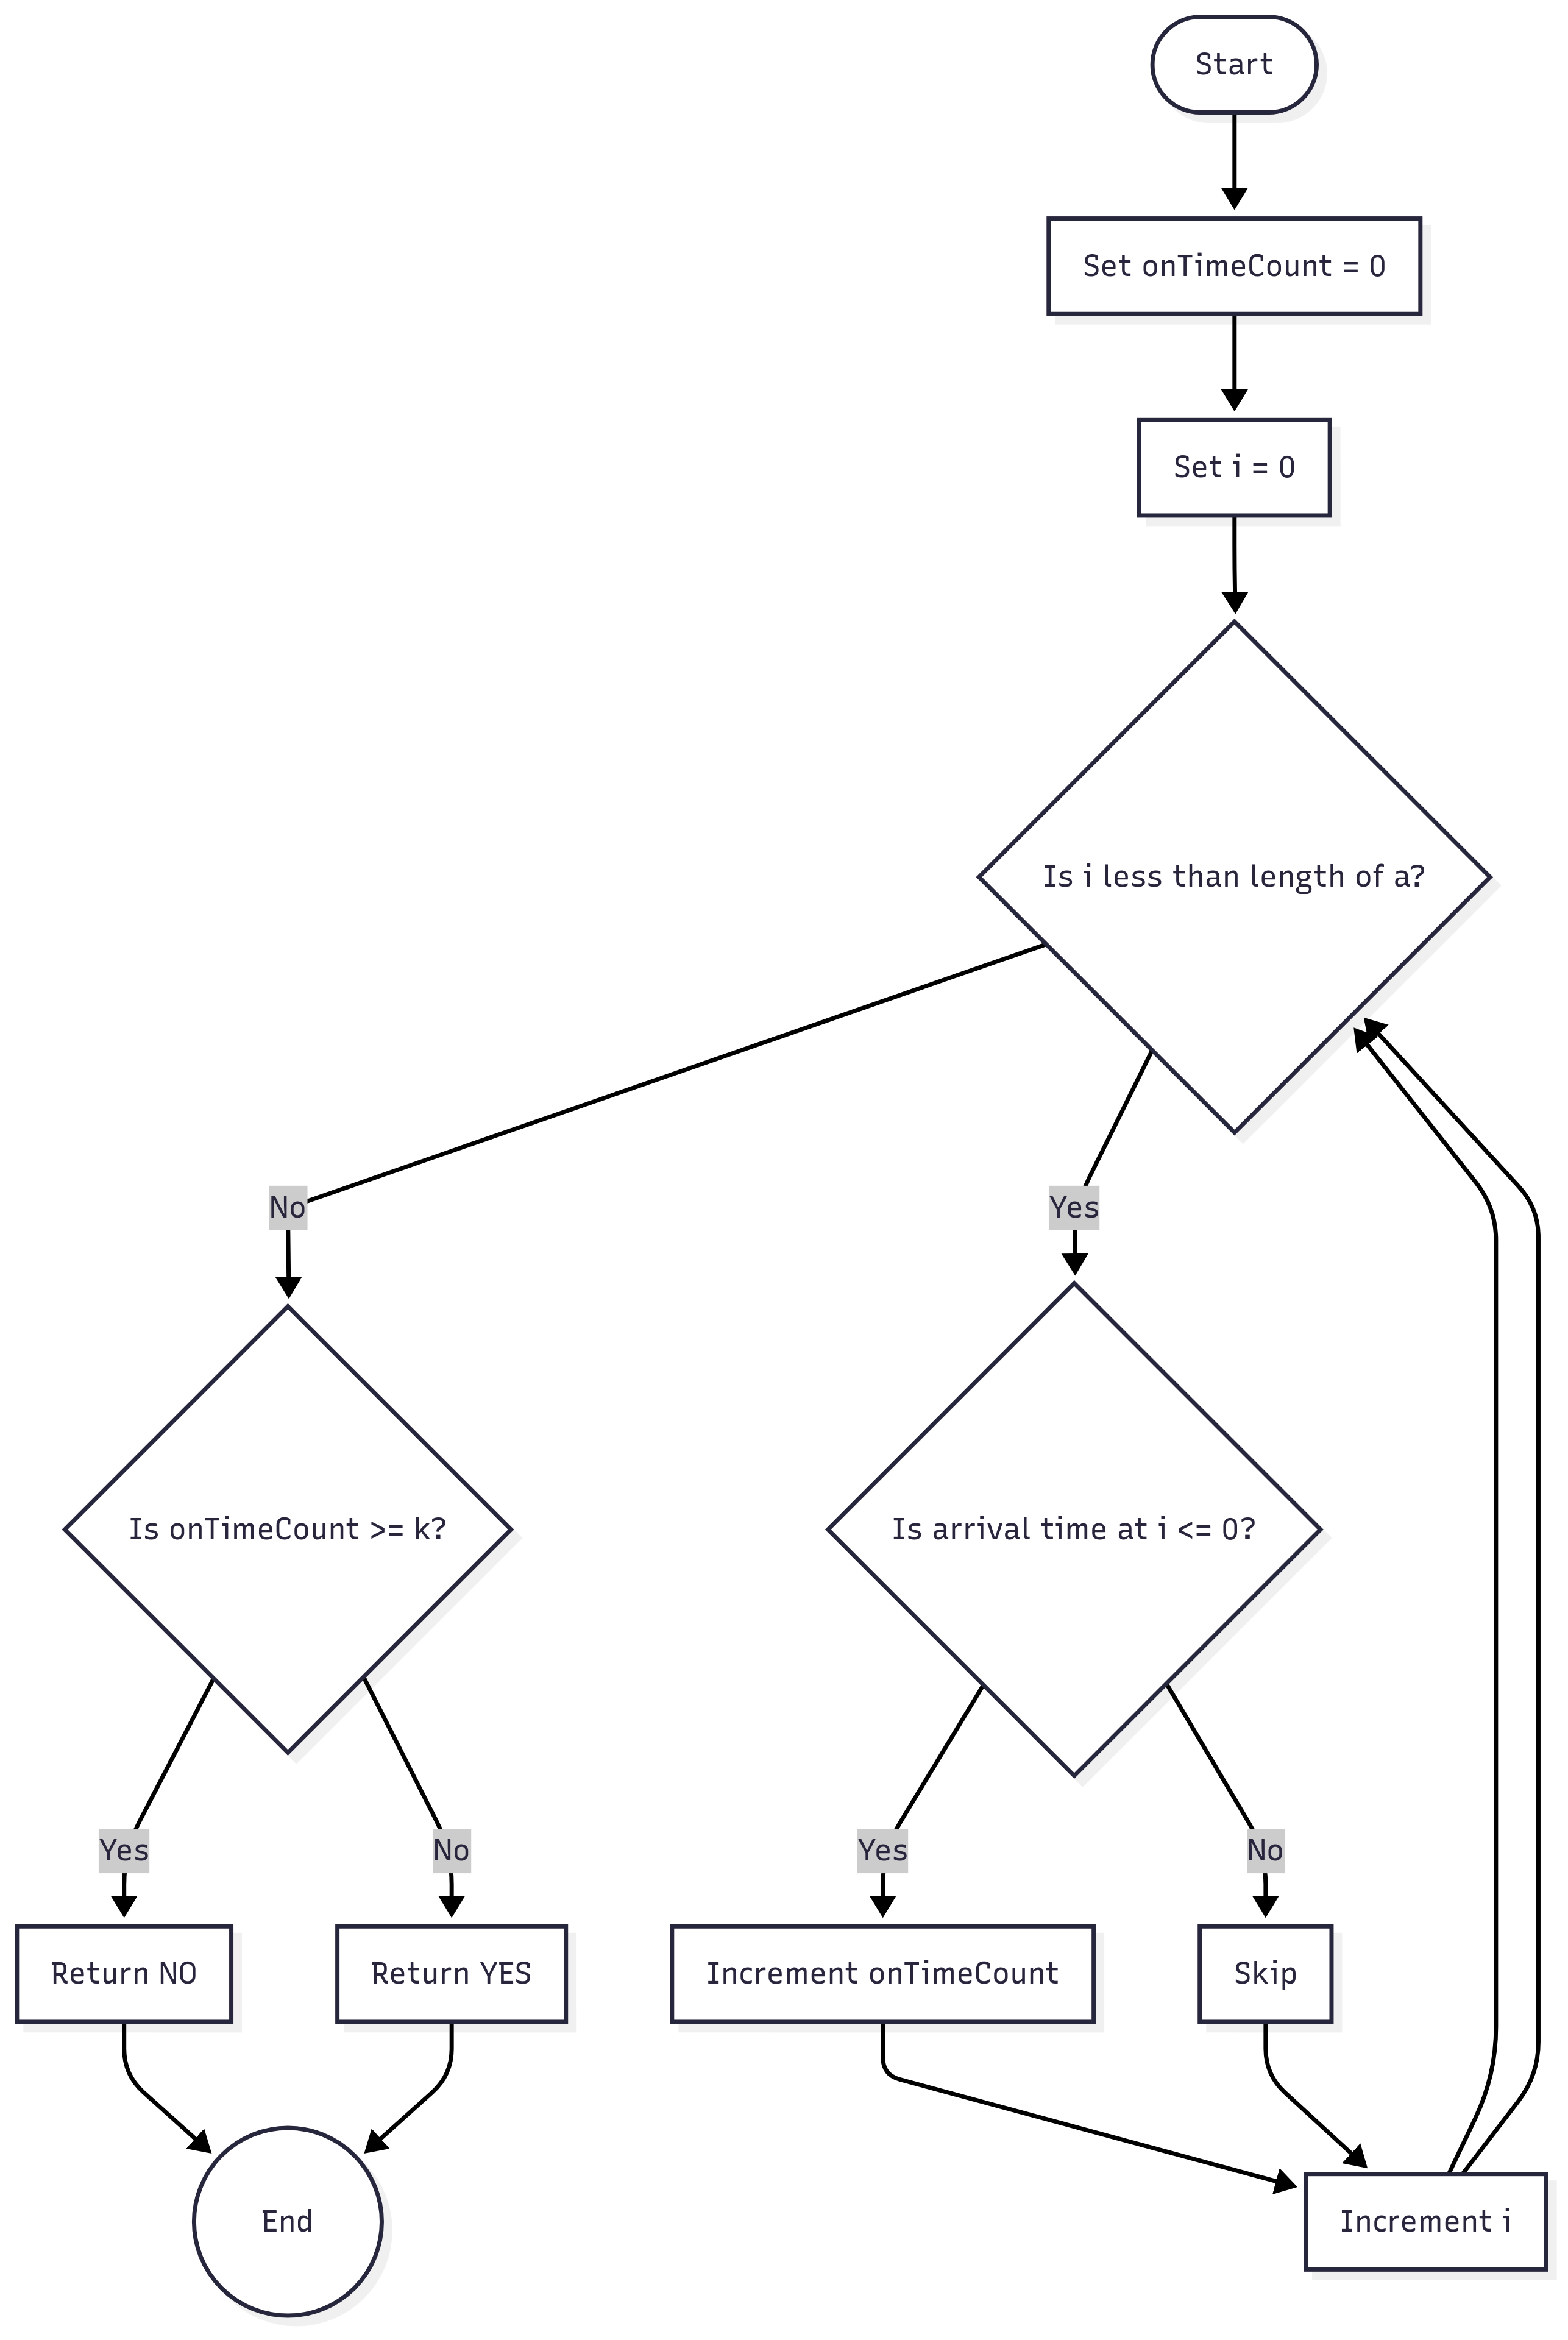 Start
Set onTimeCount = 0
Set i = 0
Is i less than length of a?
No
Yes
Is onTimeCount >= k?
Is arrival time at i <= 0?
Yes
No
Yes
No
Return NO
Return YES
Increment onTimeCount
Skip
End
Increment i